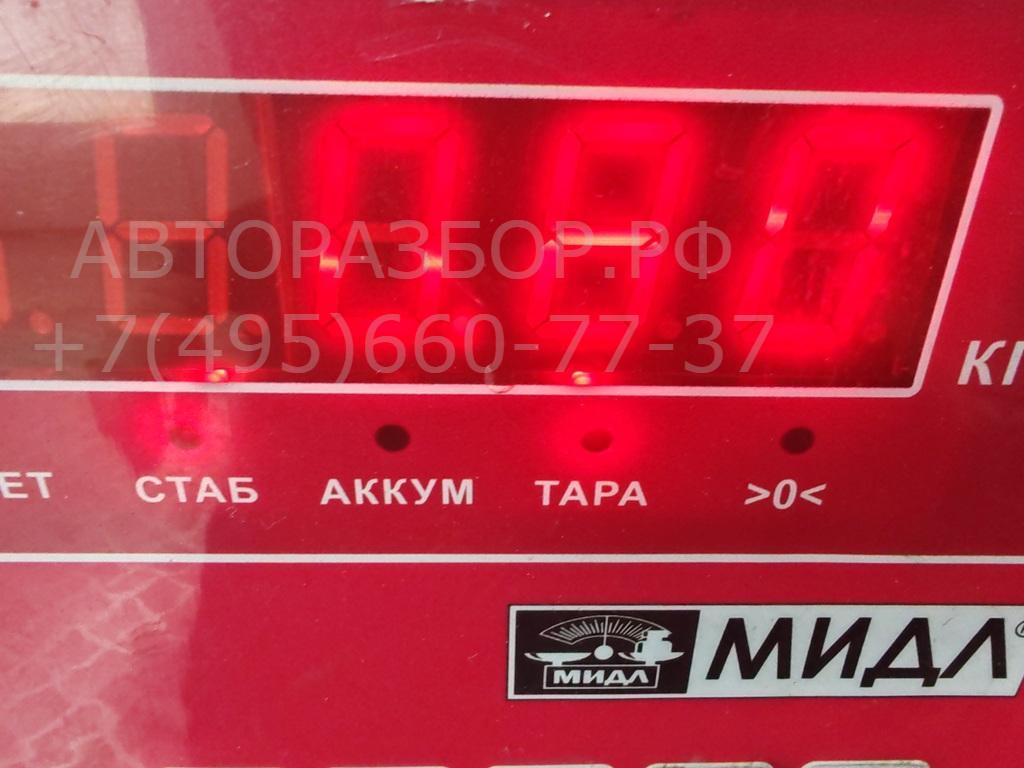 АВТОРАЗБОР.РФ
+7(495)660-77-37
СТАБ АККУМ ТАРА >0<
МИДЛ МИДЛ